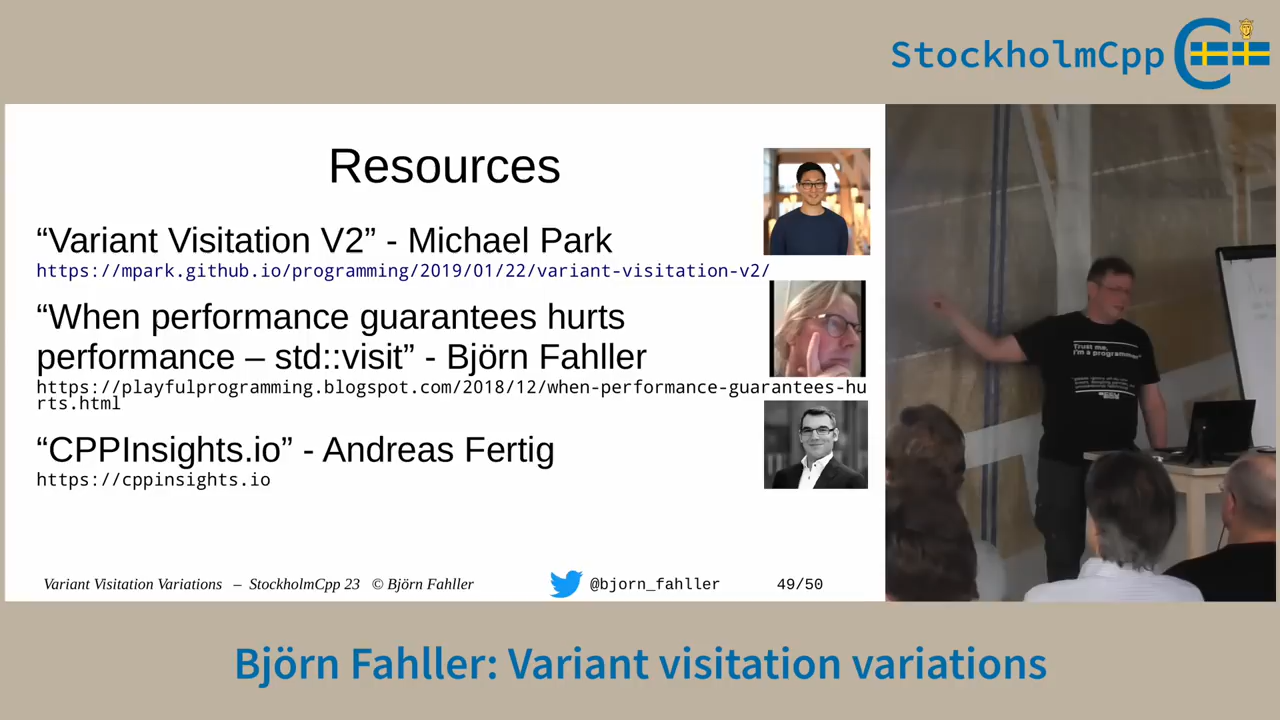 StockholmCpp
Resources
“Variant Visitation V2” - Michael Park
https://mpark.github.io/programming/2019/01/22/variant-visitation-v2/
“When performance guarantees hurts
performance – std::visit” - Björn Fahller
https://playfulprogramming.blogspot.com/2018/12/when-performance-guarantees-hu
rts.html
“CPPInsights.io” - Andreas Fertig
https://cppinsights.io
Variant Visitation Variations – StockholmCpp 23 © Björn Fahller
@bjorn_fahller
49/50
Trust me,
I'm a programmer
Björn Fahller: Variant visitation variations